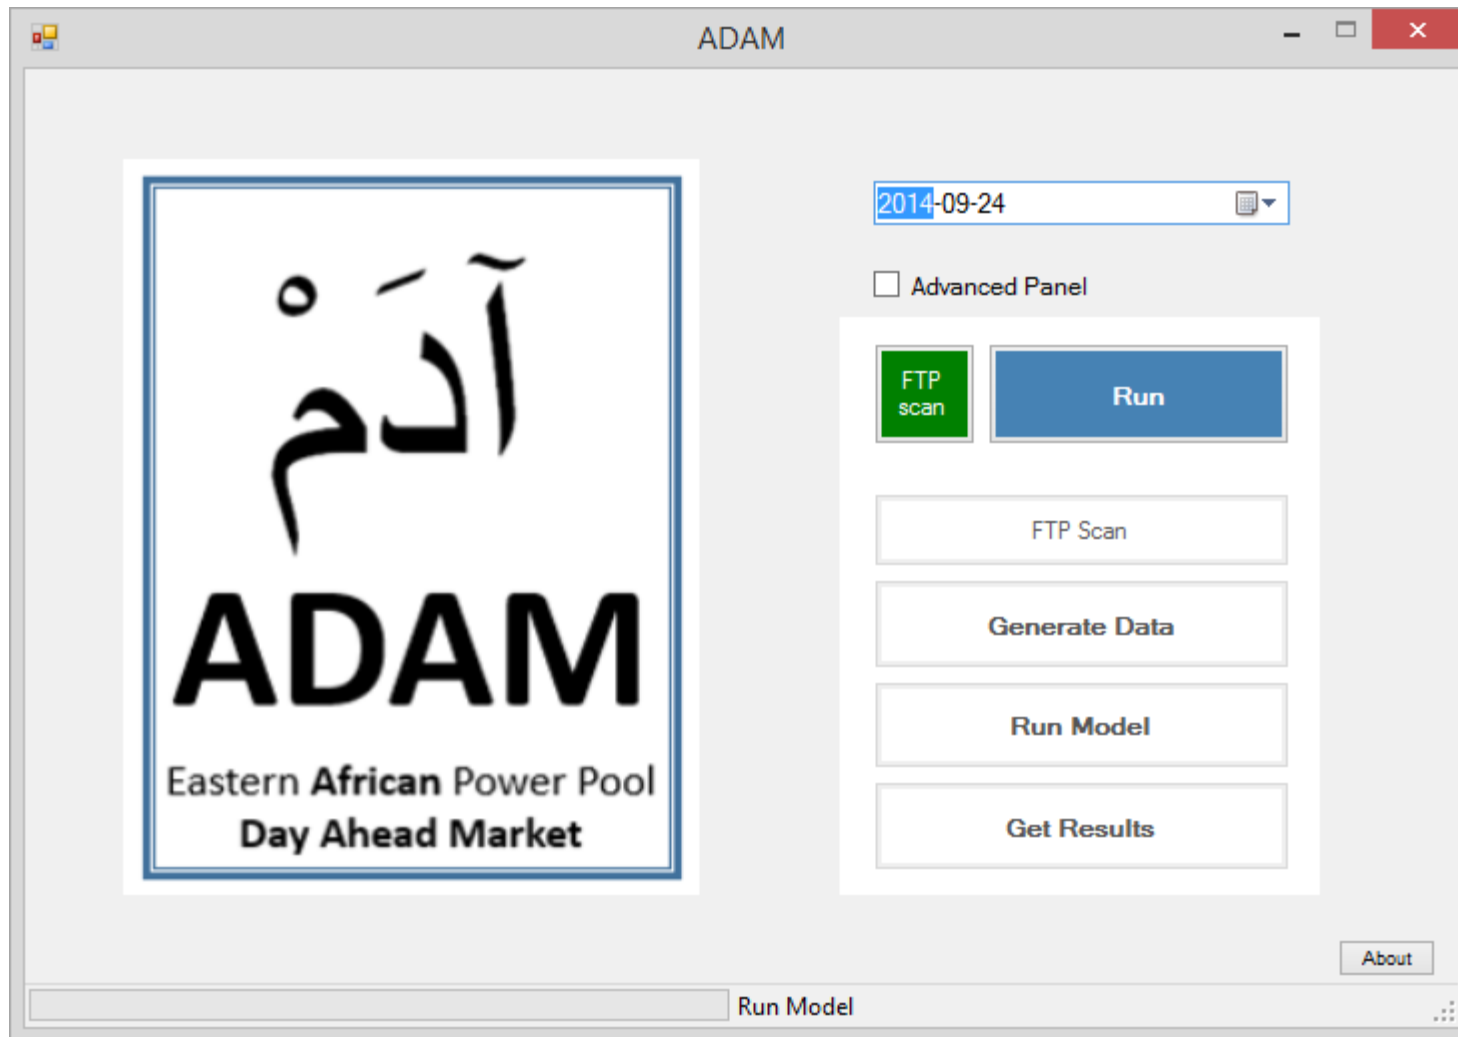 ADAM
آدَمْ
ADAM
Eastern African Power Pool
Day Ahead Market
2014-09-24
Advanced Panel
FTP
scan
Run
FTP Scan
Generate Data
Run Model
Get Results
About
Run Model